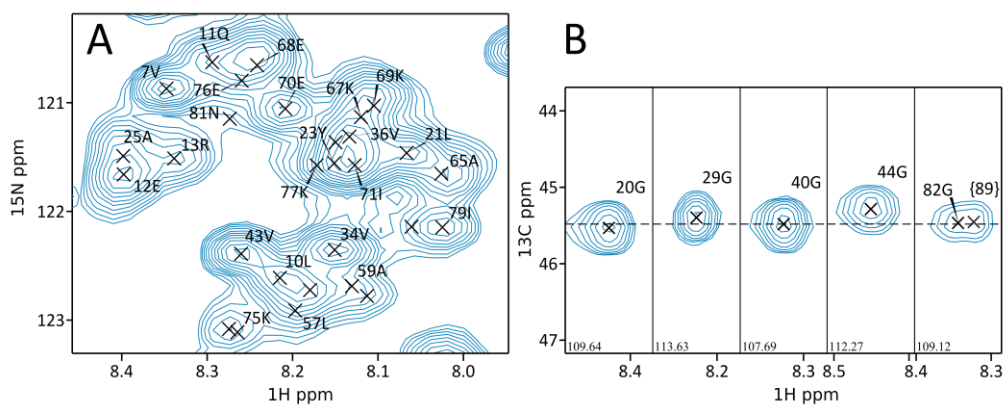 A
11Q
68E
7V
76E
70E
67K
69K
81N
23Y
36V
21L
25A
13R
65A
12E
77K
71I
79I
43V
34V
10L
59A
75K
57L
121
122
123
15N ppm
8.4
8.3
8.2
8.1
8.0
1H ppm
B
44
45
46
47
13C ppm
20G
29G
40G
44G
82G
{89}
109.64
113.63
107.69
112.27
109.12
8.4
8.2
8.3
8.5
8.4
8.3
1H ppm